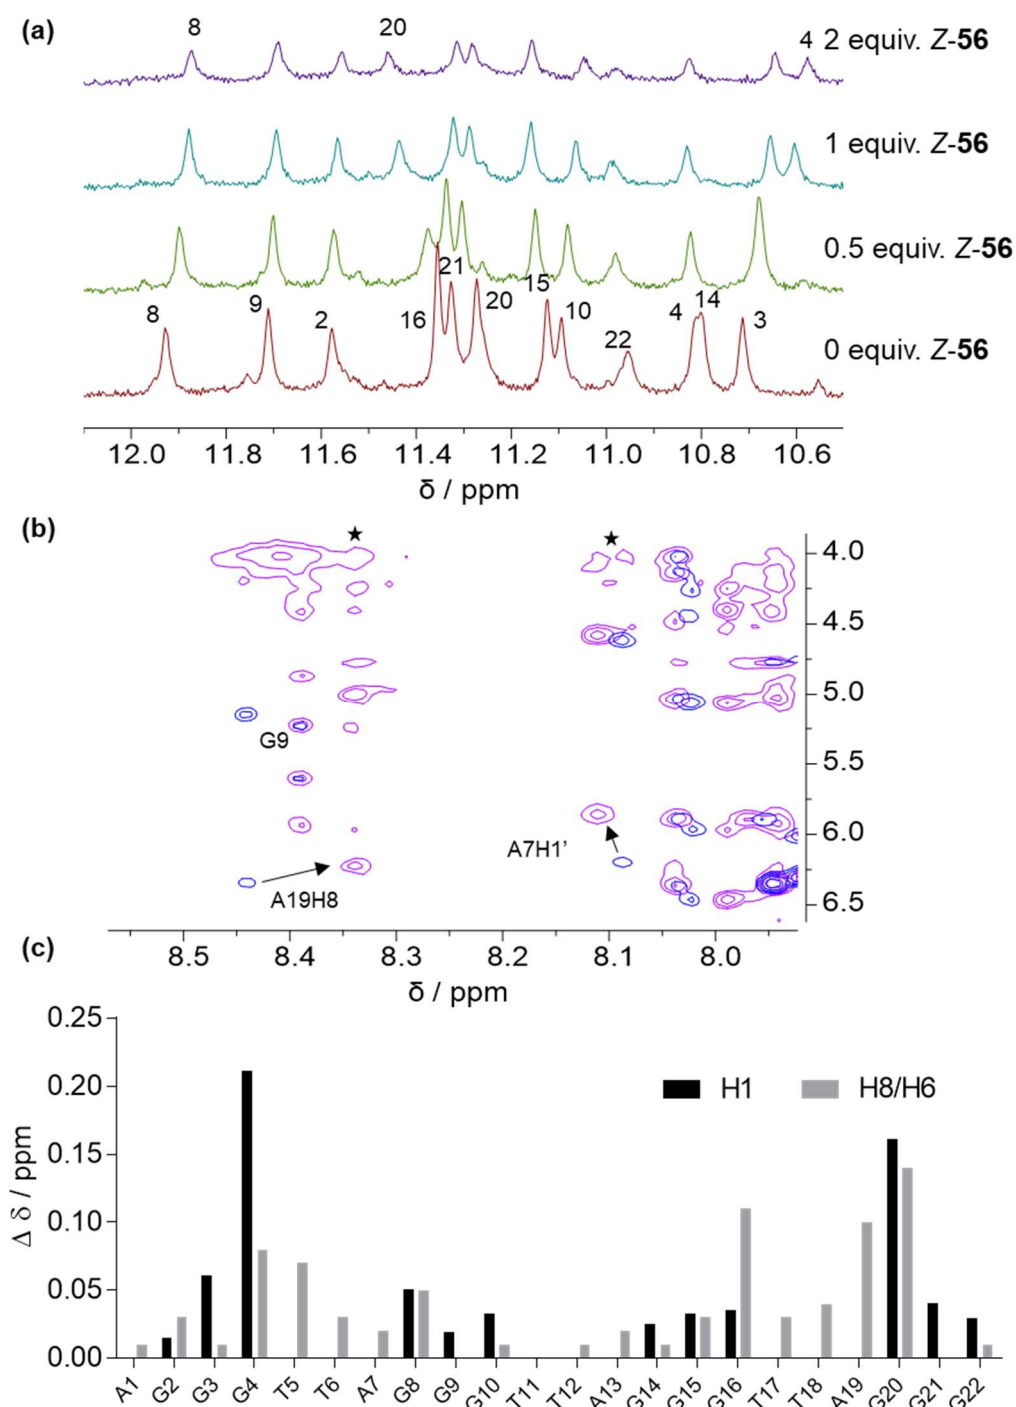 (a)
8
20
4
2 equiv. Z-56
1 equiv. Z-56
0.5 equiv. Z-56
8
9
2
16
21
20
15
10
22
4
14
3
0 equiv. Z-56
12.0 11.8 11.6 11.4 11.2 11.0 10.8 10.6
δ / ppm
(b)
★ ★
4.0
4.5
5.0
5.5
6.0
6.5
G9
A7H1’
A19H8
8.5 8.4 8.3 8.2 8.1 8.0
δ / ppm
(c)
0.25
0.20
0.15
0.10
0.05
0.00
Δ δ / ppm
H1 H8/H6
A1 G2 G3 G4 T5 T6 A7 G8 G9 G10 T11 T12 A13 G14 G15 G16 T17 T18 A19 G20 G21 G22